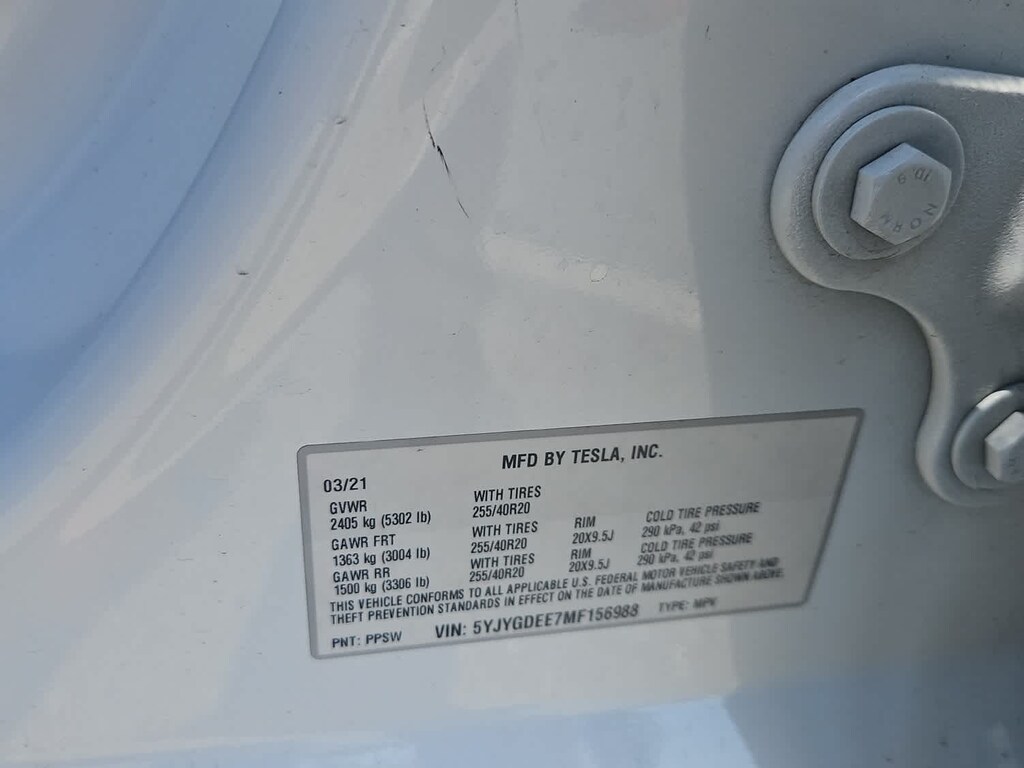 10.9
NORM
MFD BY TESLA, INC.
03/21
GVWR
2405 kg (5302 lb)
WITH TIRES
255/40R20
GAWR FRT
1363 kg (3004 lb)
WITH TIRES
255/40R20
RIM
20X9.5J
COLD TIRE PRESSURE
290 kPa, 42 psi
GAWR RR
1500 kg (3306 lb)
WITH TIRES
255/40R20
RIM
20X9.5J
COLD TIRE PRESSURE
290 kPa, 42 psi
THIS VEHICLE CONFORMS TO ALL APPLICABLE U.S. FEDERAL MOTOR VEHICLE SAFETY AND
THEFT PREVENTION STANDARDS IN EFFECT ON THE DATE OF MANUFACTURE SHOWN ABOVE.
PNT: PPSW VIN: 5YJYGDEE7MF156988 TYPE: MPV